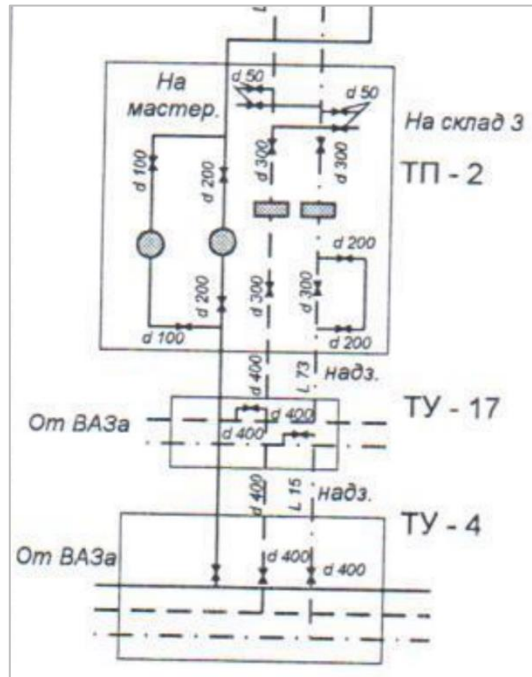 L
На
мастер.
d 50
d 50
На склад 3
ТП - 2
d 100
d 200
d 300
d 300
d 200
d 200
d 300
d 300
d 100
d 200
d 400
L 73
надз.
ТУ - 17
От ВАЗа
d 400
d 400
d 400
L 15
надз.
ТУ - 4
От ВАЗа
d 400
d 400